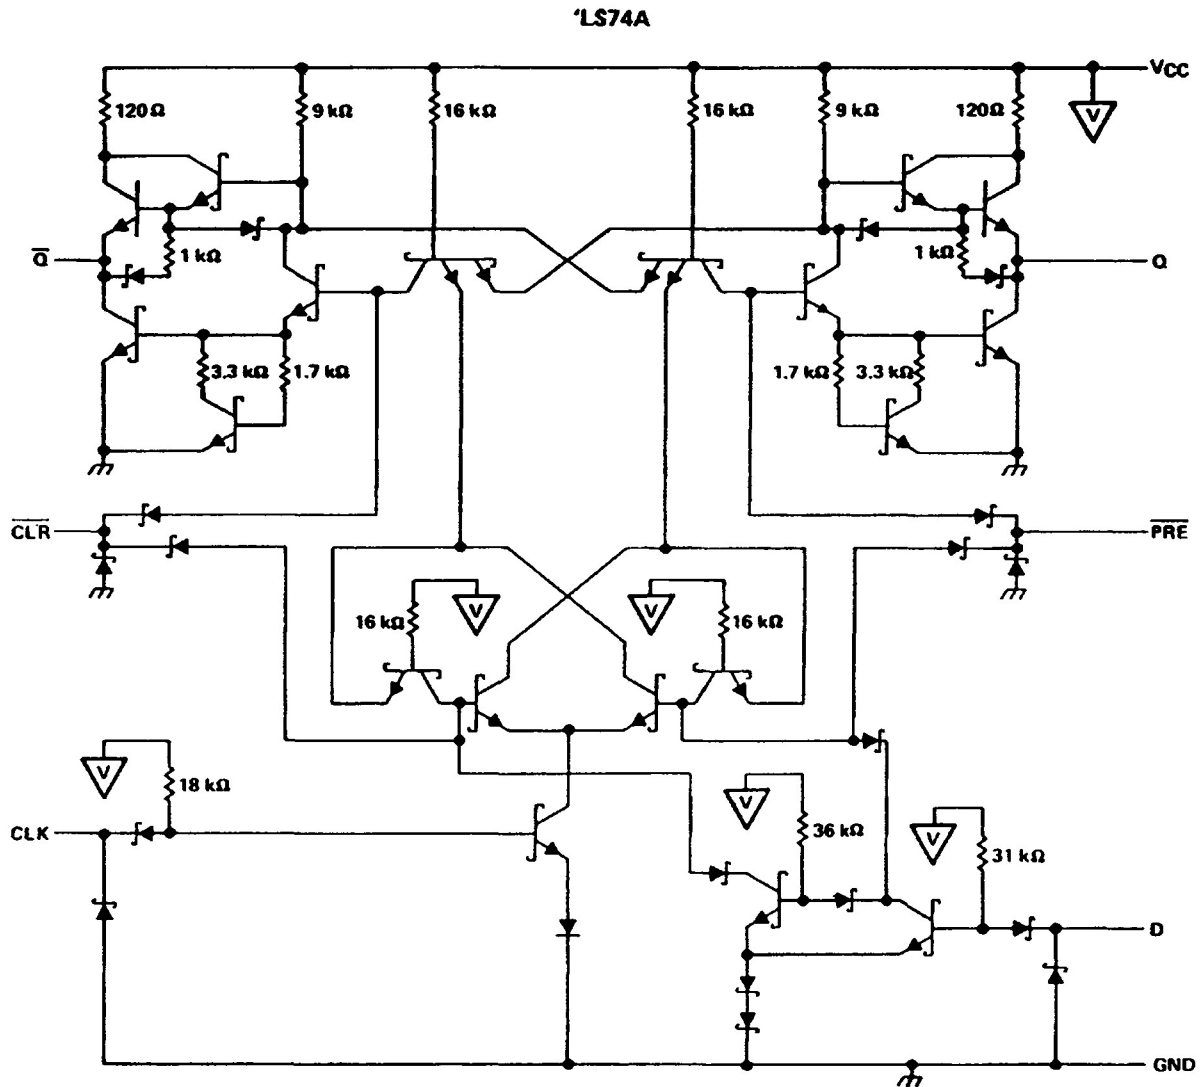 'LS74A
VCC
120Ω 9 kΩ 16 kΩ 16 kΩ 9 kΩ 120Ω V
Q̅ 1 kΩ 1 kΩ Q
3.3 kΩ 1.7 kΩ 1.7 kΩ 3.3 kΩ
C̅L̅R̅ P̅R̅E̅
16 kΩ V V 16 kΩ
V 18 kΩ
CLK V 36 kΩ V 31 kΩ
D
GND